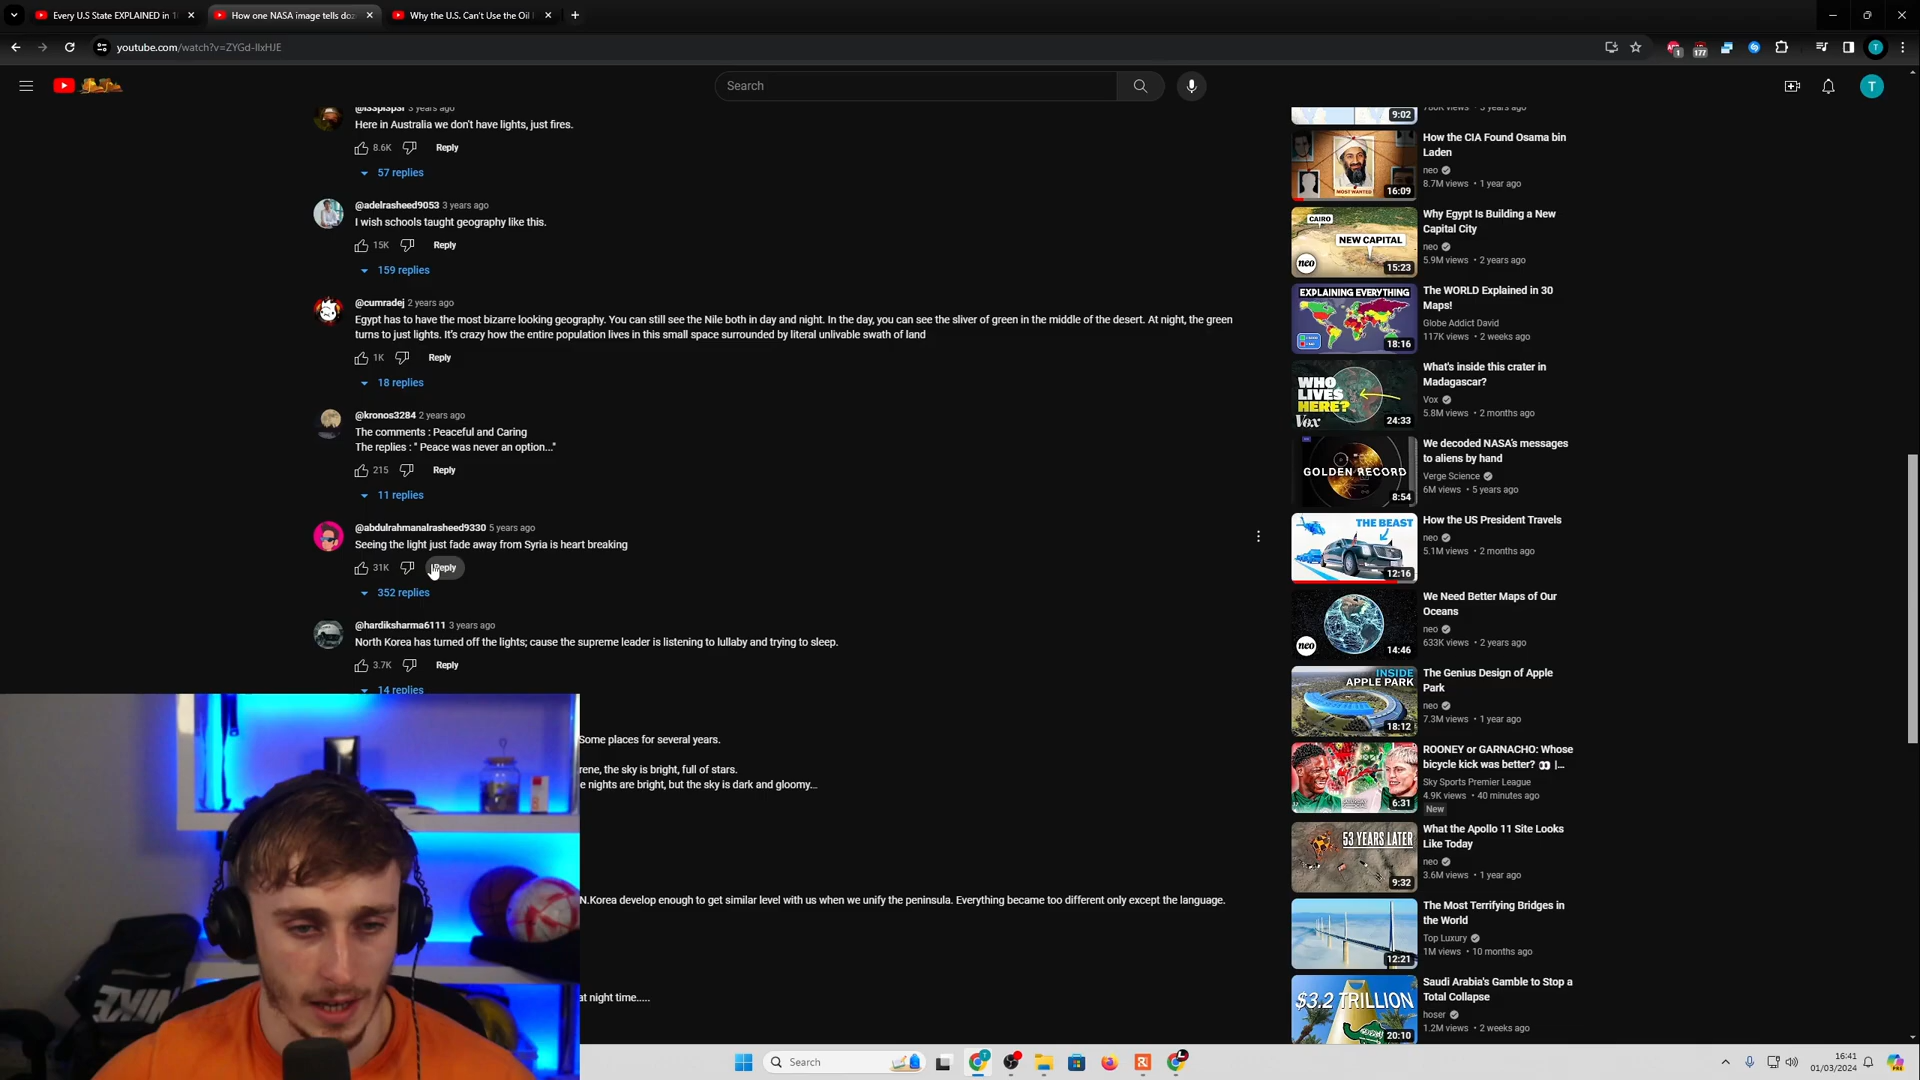 Every U.S State EXPLAINED in 1
How one NASA image tells doz
Why the U.S. Can't Use the Oil
youtube.com/watch?v=ZYGd-IlxHJE
1
177
T
Search
T
3 years ago
Here in Australia we don't have lights, just fires.
8.6K Reply
57 replies
@adelrasheed9053 3 years ago
I wish schools taught geography like this.
15K Reply
159 replies
@cumradej 2 years ago
Egypt has to have the most bizarre looking geography. You can still see the Nile both in day and night. In the day, you can see the sliver of green in the middle of the desert. At night, the green
turns to just lights. It's crazy how the entire population lives in this small space surrounded by literal unlivable swath of land
1K Reply
18 replies
@kronos3284 2 years ago
The comments : Peaceful and Caring
The replies : " Peace was never an option..."
215 Reply
11 replies
@abdulrahmanalrasheed9330 5 years ago
Seeing the light just fade away from Syria is heart breaking
31K Reply
352 replies
@hardiksharma6111 3 years ago
North Korea has turned off the lights; cause the supreme leader is listening to lullaby and trying to sleep.
3.7K Reply
14 replies
Some places for several years.
rene, the sky is bright, full of stars.
e nights are bright, but the sky is dark and gloomy...
N.Korea develop enough to get similar level with us when we unify the peninsula. Everything became too different only except the language.
at night time.....
9:02
MOST WANTED
16:09
How the CIA Found Osama bin
Laden
neo
8.7M views • 1 year ago
CAIRO
NEW CAPITAL
neo
15:23
Why Egypt Is Building a New
Capital City
neo
5.9M views • 2 years ago
EXPLAINING EVERYTHING
18:16
The WORLD Explained in 30
Maps!
Globe Addict David
117K views • 2 weeks ago
WHO
LIVES
HERE?
Vox
24:33
What's inside this crater in
Madagascar?
Vox
5.8M views • 2 months ago
GOLDEN RECORD
8:54
We decoded NASA's messages
to aliens by hand
Verge Science
6M views • 5 years ago
THE BEAST
12:16
How the US President Travels
neo
5.1M views • 2 months ago
neo
14:46
We Need Better Maps of Our
Oceans
neo
633K views • 2 years ago
INSIDE
APPLE PARK
18:12
The Genius Design of Apple
Park
neo
7.3M views • 1 year ago
6:31
ROONEY or GARNACHO: Whose
bicycle kick was better? 👀 |...
Sky Sports Premier League
4.9K views • 40 minutes ago
New
53 YEARS LATER
9:32
What the Apollo 11 Site Looks
Like Today
neo
3.6M views • 1 year ago
12:21
The Most Terrifying Bridges in
the World
Top Luxury
1M views • 10 months ago
$3.2 TRILLION
20:10
Saudi Arabia's Gamble to Stop a
Total Collapse
hoser
1.2M views • 2 weeks ago
NIKE
Search
16:41
01/03/2024